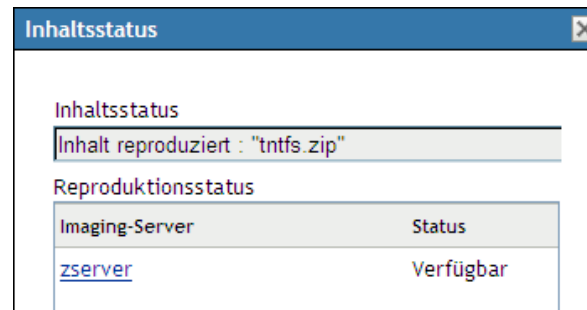 Inhaltsstatus
Inhaltsstatus
Inhalt reproduziert : "tntfs.zip"
Reproduktionsstatus
Imaging-Server Status
zserver Verfügbar